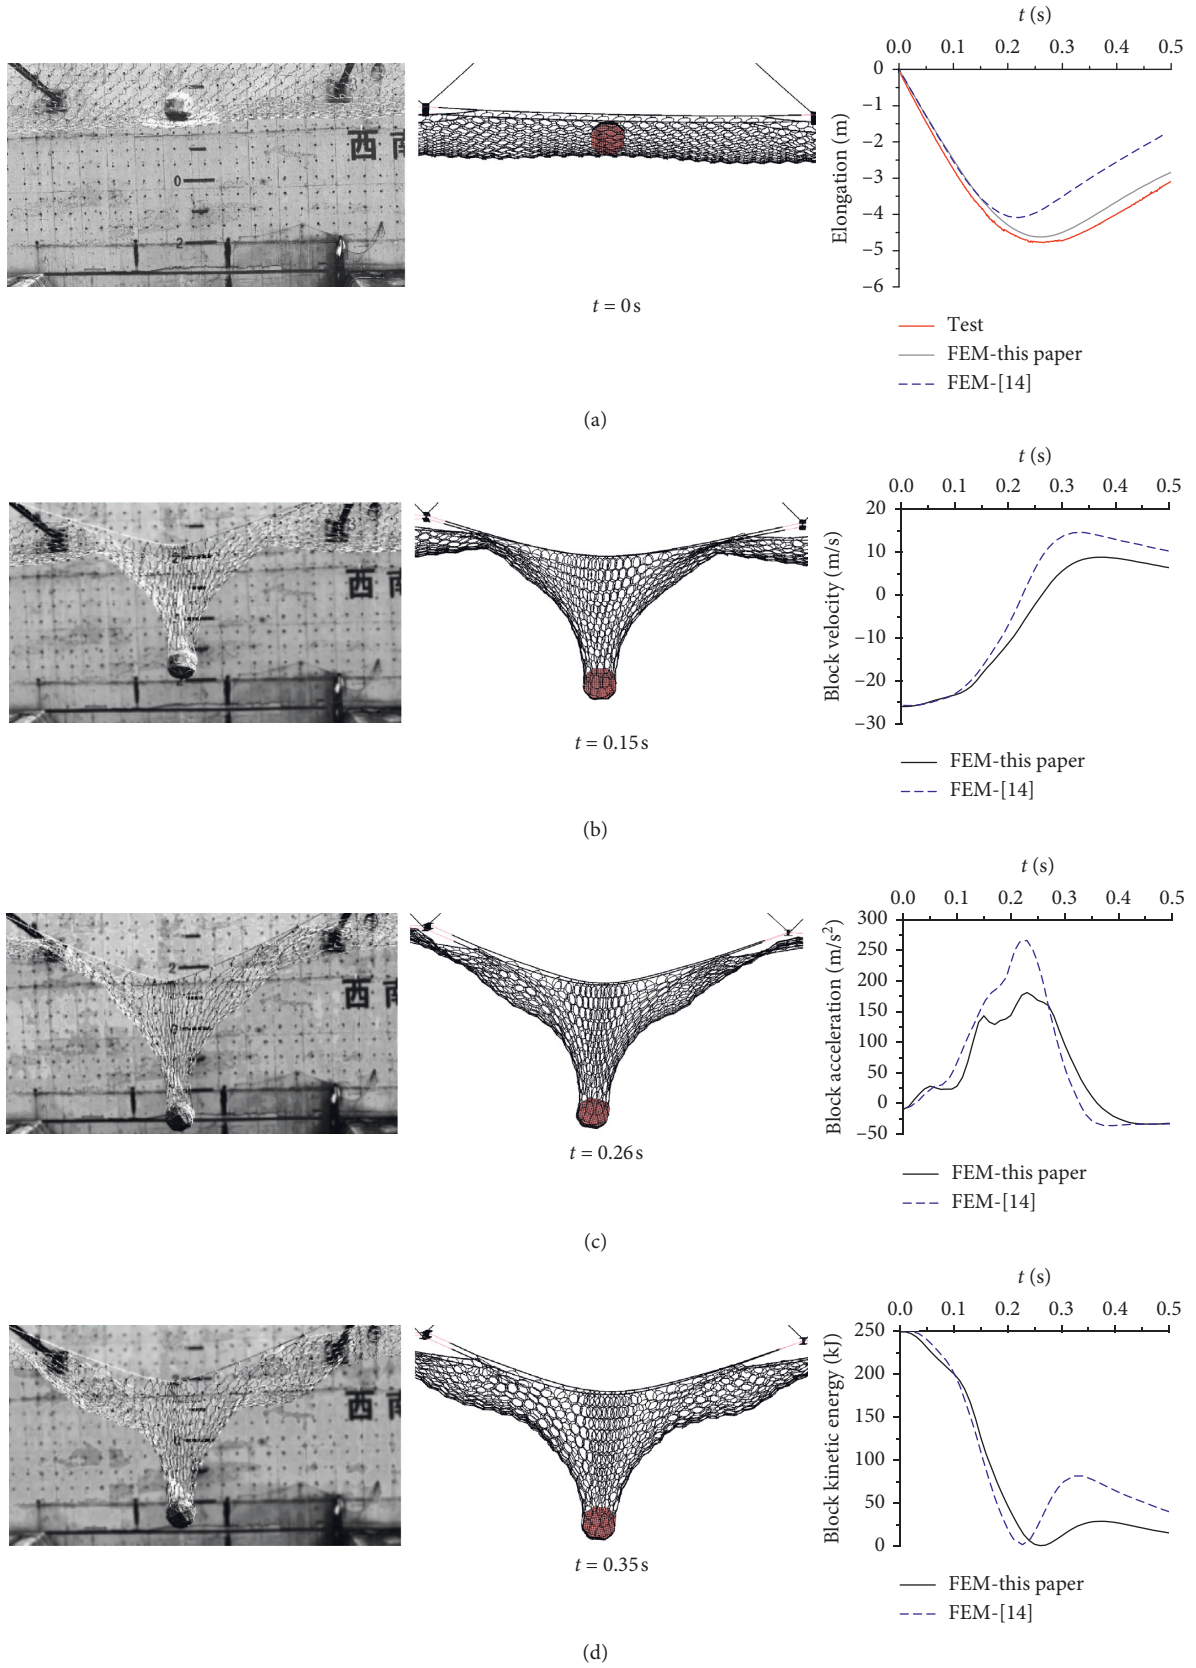 西南
0
2
t = 0 s
t (s)
0.0 0.1 0.2 0.3 0.4 0.5
0
−1
−2
−3
−4
−5
−6
Elongation (m)
Test
FEM-this paper
FEM-[14]
(a)
2
西南
t = 0.15 s
t (s)
0.0 0.1 0.2 0.3 0.4 0.5
20
10
0
−10
−20
−30
Block velocity (m/s)
FEM-this paper
FEM-[14]
(b)
2
0
西南
t = 0.26 s
t (s)
0.0 0.1 0.2 0.3 0.4 0.5
300
250
200
150
100
50
0
−50
Block acceleration (m/s²)
FEM-this paper
FEM-[14]
(c)
西南
t = 0.35 s
t (s)
0.0 0.1 0.2 0.3 0.4 0.5
250
200
150
100
50
0
Block kinetic energy (kJ)
FEM-this paper
FEM-[14]
(d)